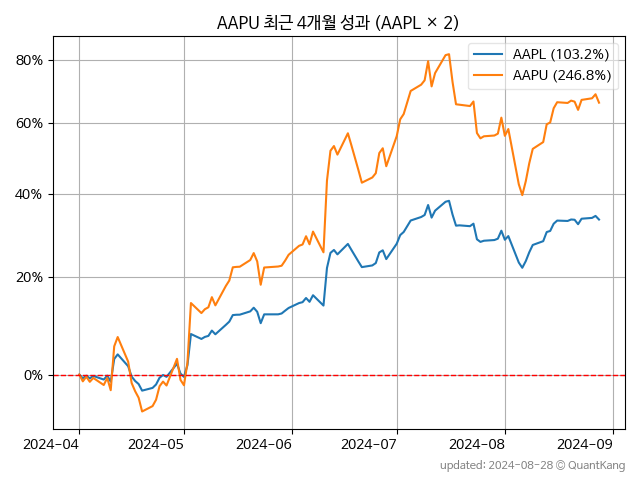 AAPU 최근 4개월 성과 (AAPL × 2)
AAPL (103.2%)
AAPU (246.8%)
80%
60%
40%
20%
0%
2024-04 2024-05 2024-06 2024-07 2024-08 2024-09
updated: 2024-08-28 © QuantKang